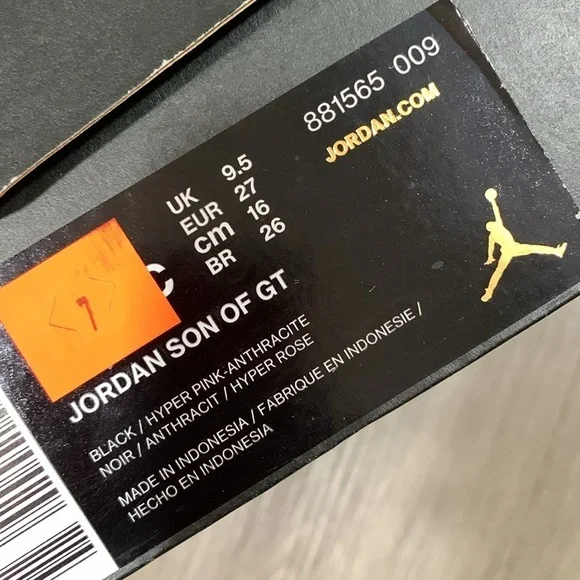 881565 009
JORDAN.COM
UK 9.5
EUR 27
cm 16
BR 26
C
7
JORDAN SON OF GT
BLACK / HYPER PINK-ANTHRACITE
NOIR / ANTHRACIT / HYPER ROSE
MADE IN INDONESIA / FABRIQUE EN INDONESIE /
HECHO EN INDONESIA